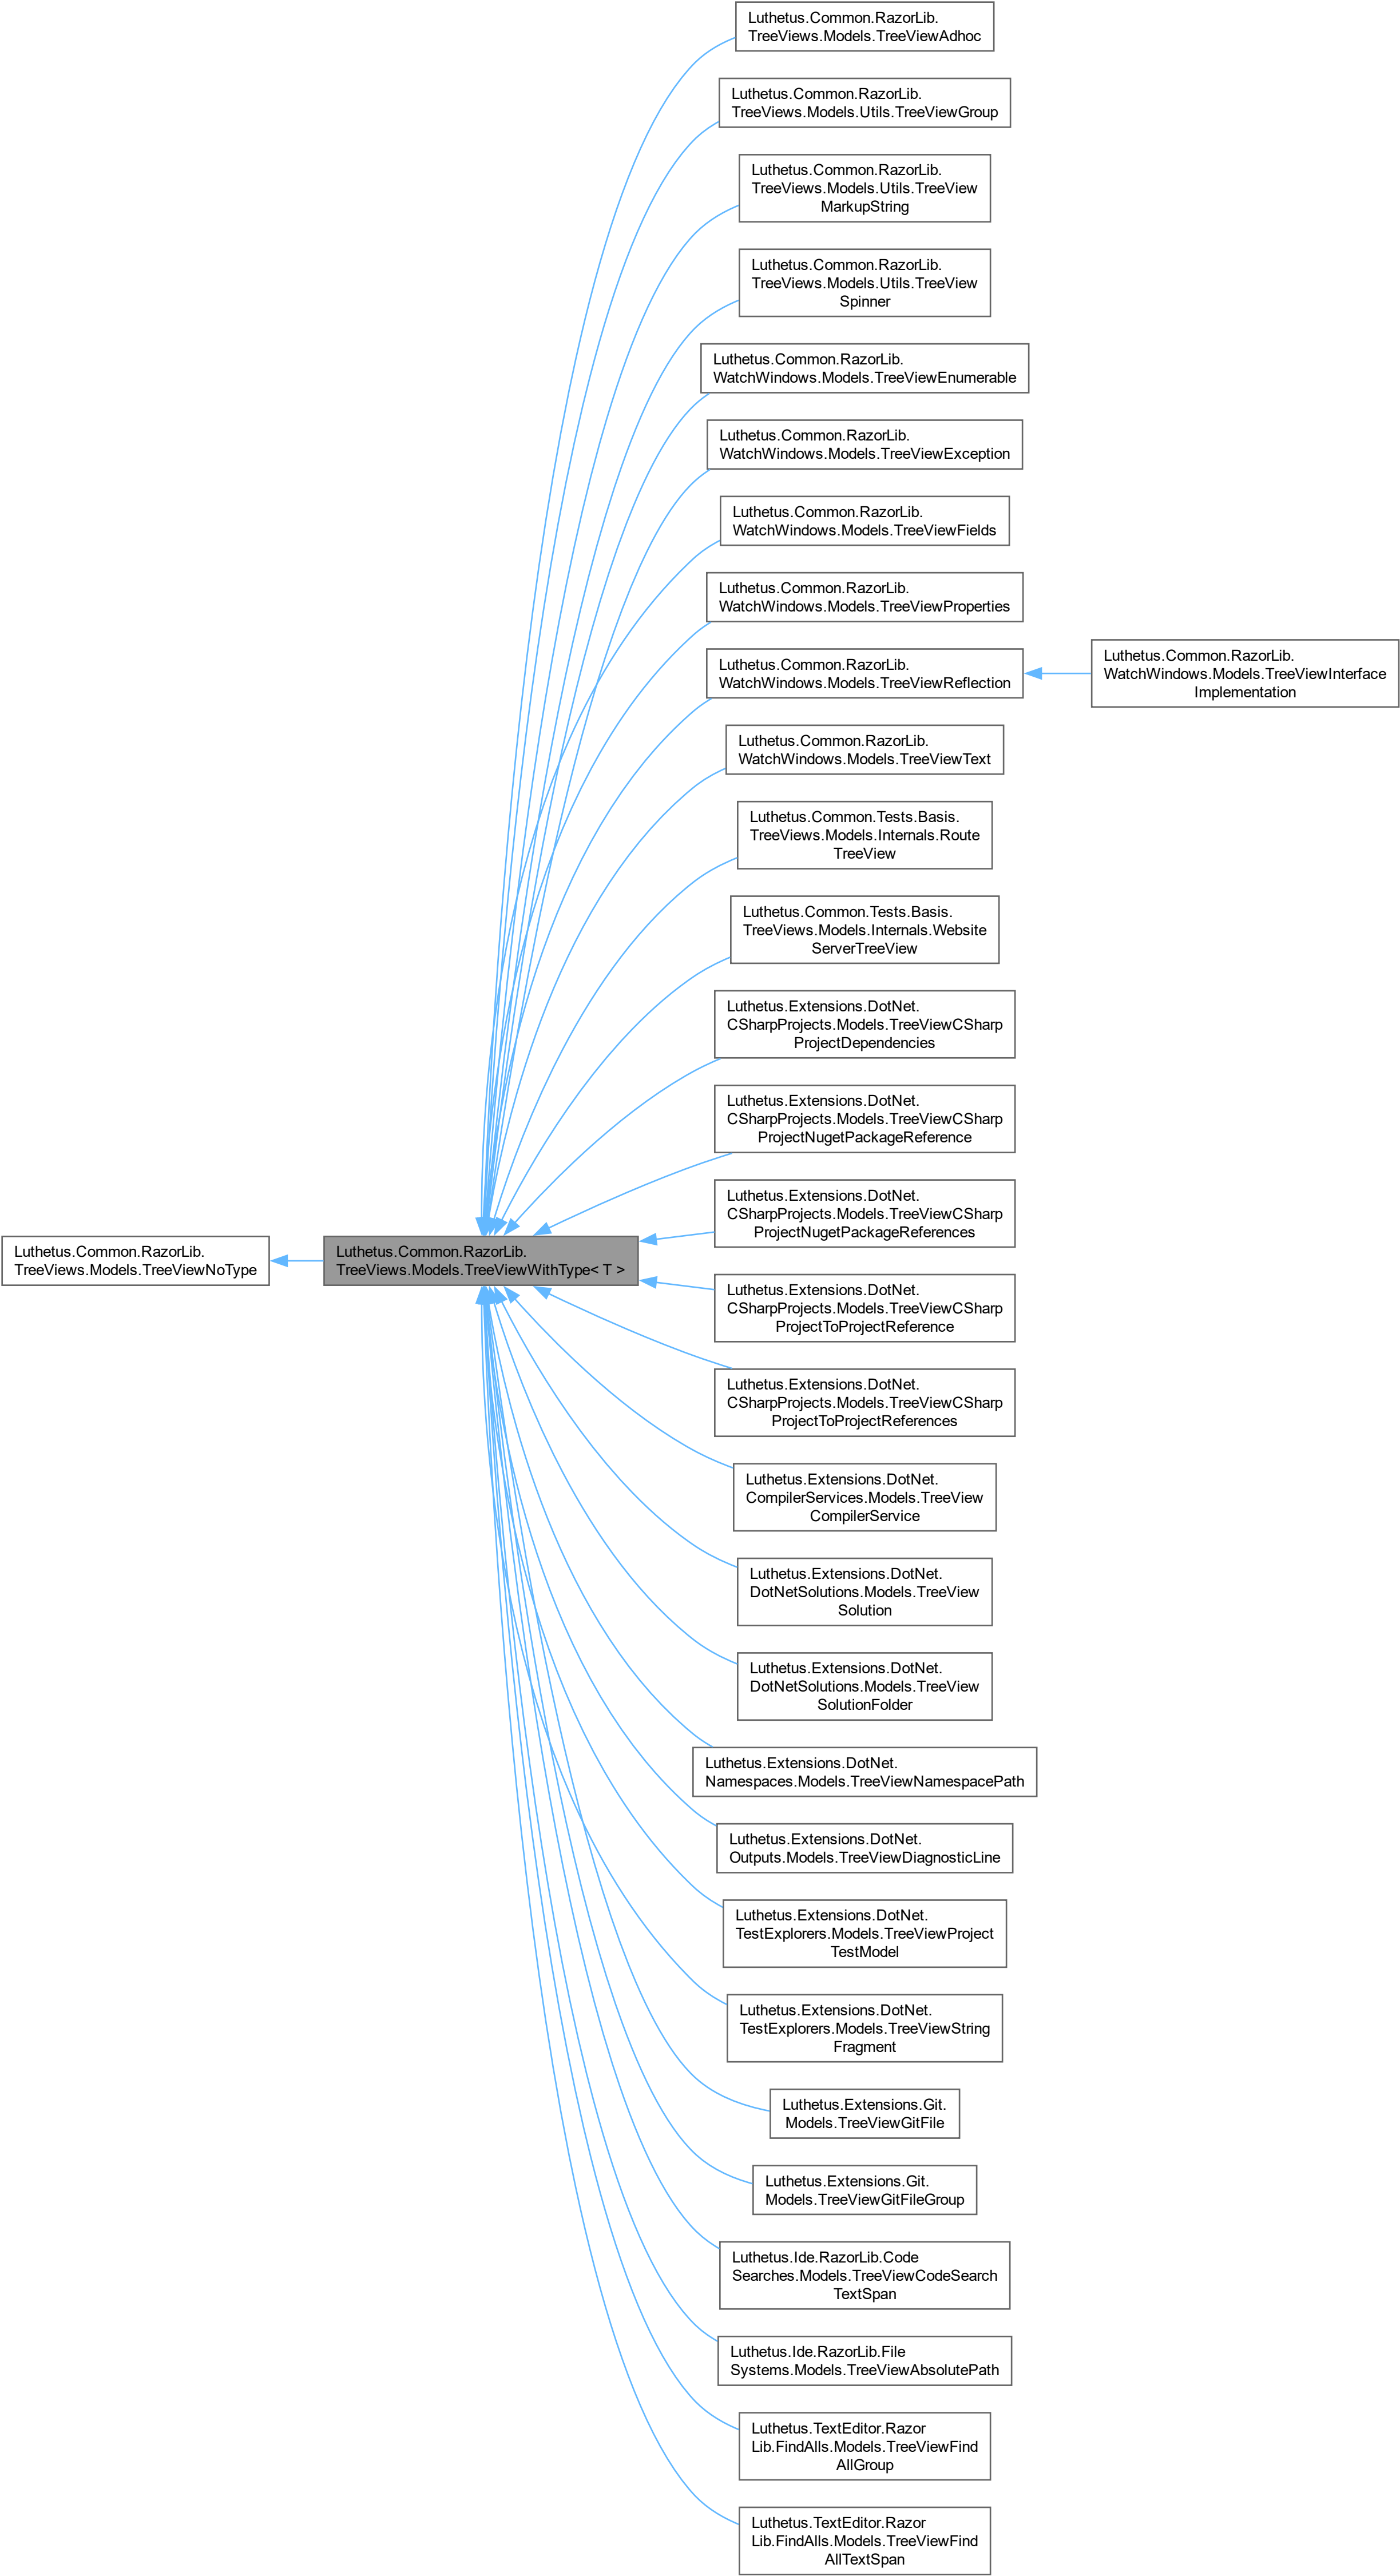 Luthetus.Common.RazorLib.
TreeViews.Models.TreeViewNoType
Luthetus.Common.RazorLib.
TreeViews.Models.TreeViewWithType< T >
Luthetus.Common.RazorLib.
TreeViews.Models.TreeViewAdhoc
Luthetus.Common.RazorLib.
TreeViews.Models.Utils.TreeViewGroup
Luthetus.Common.RazorLib.
TreeViews.Models.Utils.TreeView
MarkupString
Luthetus.Common.RazorLib.
TreeViews.Models.Utils.TreeView
Spinner
Luthetus.Common.RazorLib.
WatchWindows.Models.TreeViewEnumerable
Luthetus.Common.RazorLib.
WatchWindows.Models.TreeViewException
Luthetus.Common.RazorLib.
WatchWindows.Models.TreeViewFields
Luthetus.Common.RazorLib.
WatchWindows.Models.TreeViewProperties
Luthetus.Common.RazorLib.
WatchWindows.Models.TreeViewReflection
Luthetus.Common.RazorLib.
WatchWindows.Models.TreeViewInterface
Implementation
Luthetus.Common.RazorLib.
WatchWindows.Models.TreeViewText
Luthetus.Common.Tests.Basis.
TreeViews.Models.Internals.Route
TreeView
Luthetus.Common.Tests.Basis.
TreeViews.Models.Internals.Website
ServerTreeView
Luthetus.Extensions.DotNet.
CSharpProjects.Models.TreeViewCSharp
ProjectDependencies
Luthetus.Extensions.DotNet.
CSharpProjects.Models.TreeViewCSharp
ProjectNugetPackageReference
Luthetus.Extensions.DotNet.
CSharpProjects.Models.TreeViewCSharp
ProjectNugetPackageReferences
Luthetus.Extensions.DotNet.
CSharpProjects.Models.TreeViewCSharp
ProjectToProjectReference
Luthetus.Extensions.DotNet.
CSharpProjects.Models.TreeViewCSharp
ProjectToProjectReferences
Luthetus.Extensions.DotNet.
CompilerServices.Models.TreeView
CompilerService
Luthetus.Extensions.DotNet.
DotNetSolutions.Models.TreeView
Solution
Luthetus.Extensions.DotNet.
DotNetSolutions.Models.TreeView
SolutionFolder
Luthetus.Extensions.DotNet.
Namespaces.Models.TreeViewNamespacePath
Luthetus.Extensions.DotNet.
Outputs.Models.TreeViewDiagnosticLine
Luthetus.Extensions.DotNet.
TestExplorers.Models.TreeViewProject
TestModel
Luthetus.Extensions.DotNet.
TestExplorers.Models.TreeViewString
Fragment
Luthetus.Extensions.Git.
Models.TreeViewGitFile
Luthetus.Extensions.Git.
Models.TreeViewGitFileGroup
Luthetus.Ide.RazorLib.Code
Searches.Models.TreeViewCodeSearch
TextSpan
Luthetus.Ide.RazorLib.File
Systems.Models.TreeViewAbsolutePath
Luthetus.TextEditor.Razor
Lib.FindAlls.Models.TreeViewFind
AllGroup
Luthetus.TextEditor.Razor
Lib.FindAlls.Models.TreeViewFind
AllTextSpan